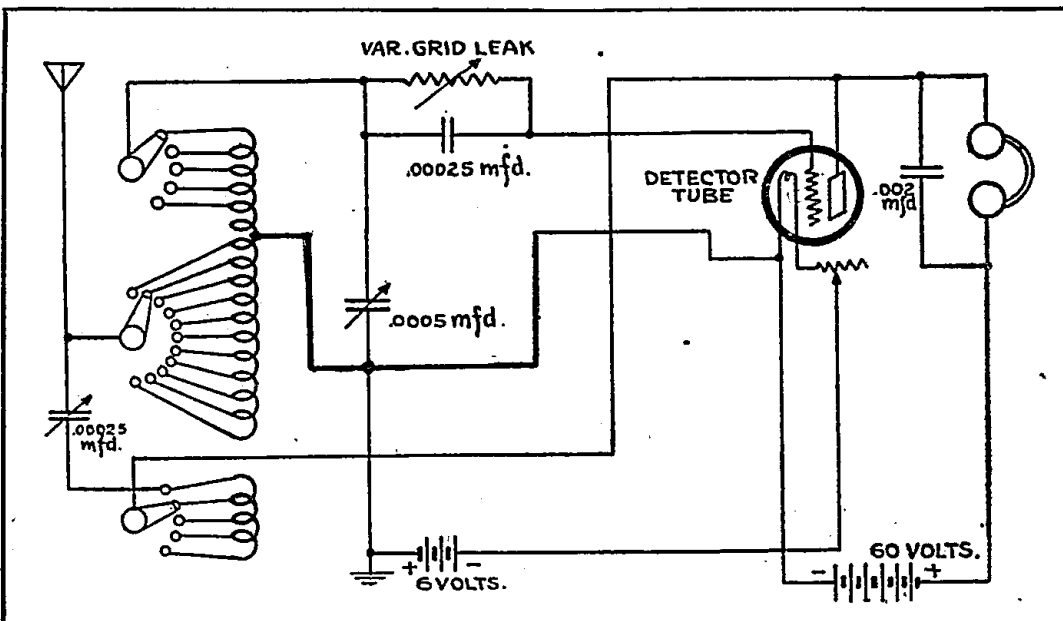 VAR. GRID LEAK
.00025 mfd.
DETECTOR
TUBE
.002
mfd
.0005 mfd.
.00025
mfd.
+ -
6 VOLTS.
60 VOLTS.
- +